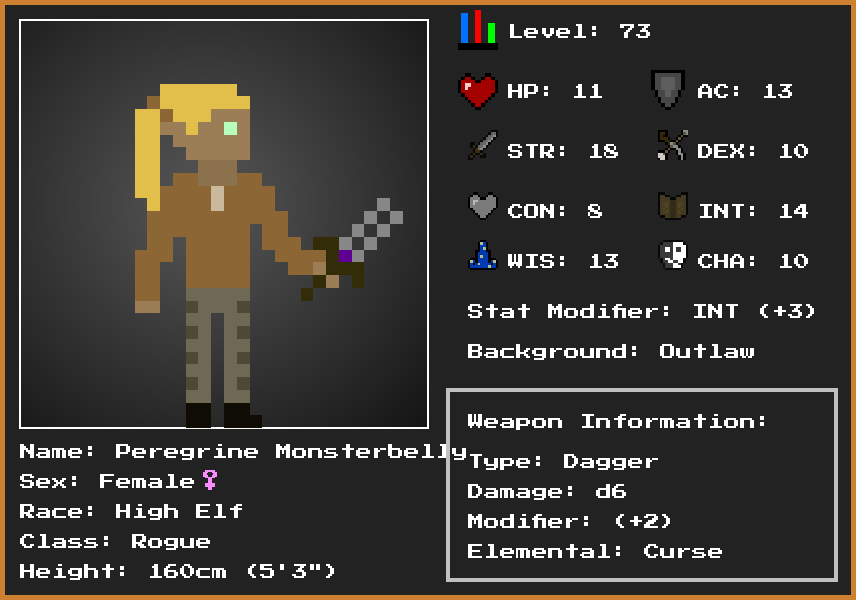 Level: 73
HP: 11
AC: 13
STR: 18
DEX: 10
CON: 8
INT: 14
WIS: 13
CHA: 10
Stat Modifier: INT (+3)
Background: Outlaw
Name: Peregrine Monsterbelly
Sex: Female♀
Race: High Elf
Class: Rogue
Height: 160cm (5'3")
Weapon Information:
Type: Dagger
Damage: d6
Modifier: (+2)
Elemental: Curse